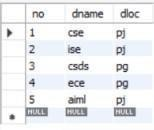 no dname dloc
1 cse pj
2 ise pj
3 csds pg
4 ece pg
5 aiml pj
NULL NULL NULL